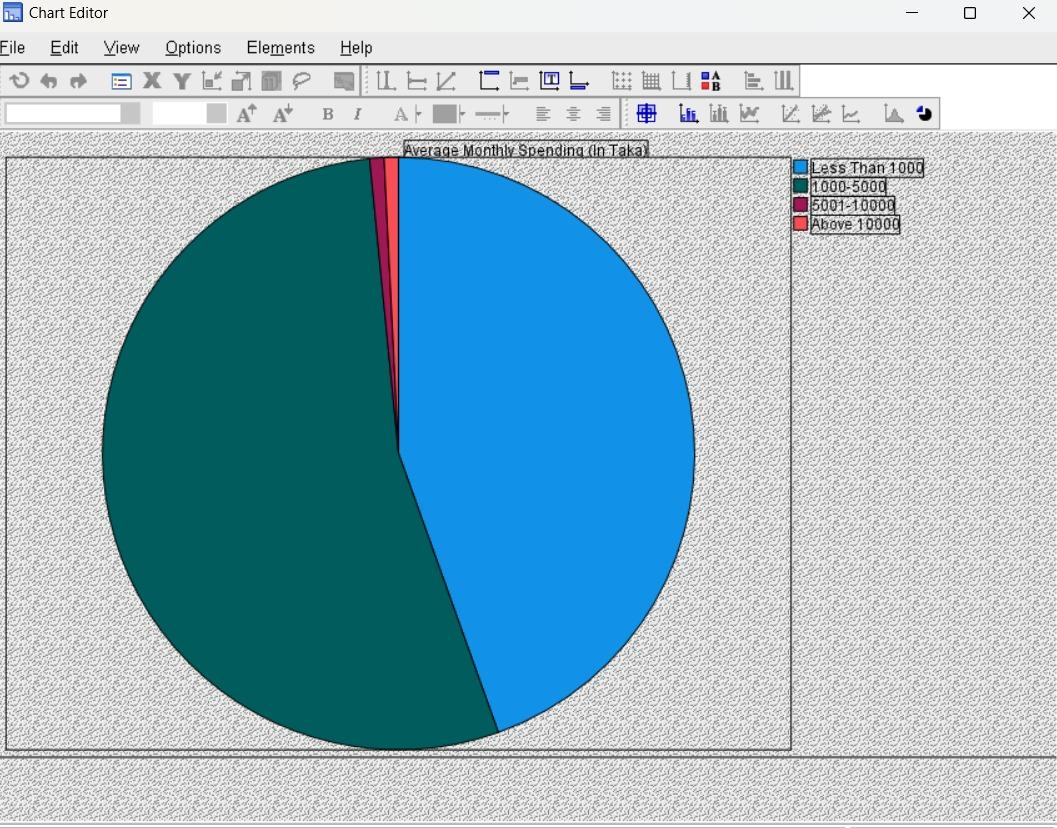 Chart Editor
File Edit View Options Elements Help
X Y A A B I A
Average Monthly Spending (In Taka)
Less Than 1000
1000-5000
5001-10000
Above 10000